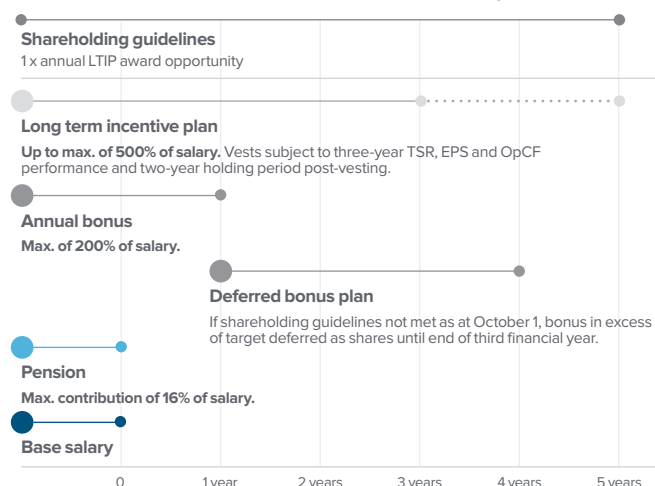 Shareholding guidelines
1 x annual LTIP award opportunity
Long term incentive plan
Up to max. of 500% of salary. Vests subject to three-year TSR, EPS and OpCF
performance and two-year holding period post-vesting.
Annual bonus
Max. of 200% of salary.
Deferred bonus plan
If shareholding guidelines not met as at October 1, bonus in excess
of target deferred as shares until end of third financial year.
Pension
Max. contribution of 16% of salary.
Base salary
0 1 year 2 years 3 years 4 years 5 years